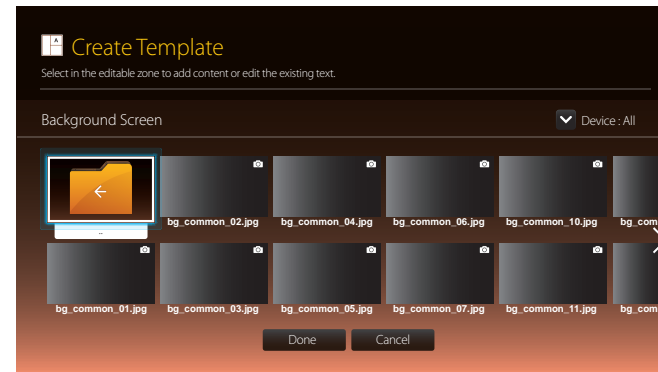 Create Template
Select in the editable zone to add content or edit the existing text.
Background Screen
Device : All
..
bg_common_02.jpg
bg_common_04.jpg
bg_common_06.jpg
bg_common_10.jpg
bg_com
bg_common_01.jpg
bg_common_03.jpg
bg_common_05.jpg
bg_common_07.jpg
bg_common_11.jpg
bg_com
Done
Cancel